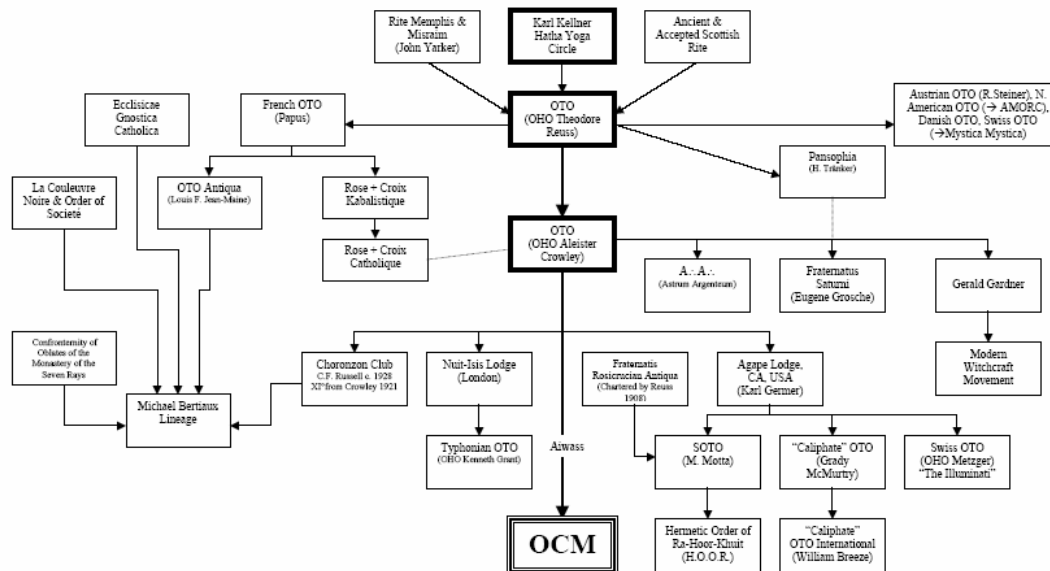 Rite Memphis &
Misraim
(John Yarker)
Karl Kellner
Hatha Yoga
Circle
Ancient &
Accepted Scottish
Rite
Ecclisicae
Gnostica
Catholica
French OTO
(Papus)
OTO
(OHO Theodore
Reuss)
Austrian OTO (R.Steiner), N.
American OTO (→ AMORC),
Danish OTO, Swiss OTO
(→Mystica Mystica)
Pansophia
(H. Tränker)
La Couleuvre
Noire & Order of
Societé
OTO Antiqua
(Louis F. Jean-Maine)
Rose + Croix
Kabalistique
Rose + Croix
Catholique
OTO
(OHO Aleister
Crowley)
A∴A∴
(Astrum Argenteum)
Fraternatus
Saturni
(Eugene Grosche)
Gerald Gardner
Modern
Witchcraft
Movement
Confronternity of
Oblates of the
Monastery of the
Seven Rays
Michael Bertiaux
Lineage
Choronzon Club
C.F. Russell c. 1928
XI° from Crowley 1921
Nuit-Isis Lodge
(London)
Typhonian OTO
(OHO Kenneth Grant)
Aiwass
Fratematis
Rosicrucian Antiqua
(Chartered by Reuss
1908)
Agape Lodge,
CA, USA
(Karl Germer)
SOTO
(M. Motta)
"Caliphate" OTO
(Grady
McMurtry)
Swiss OTO
(OHO Metzger)
"The Illuminati"
OCM
Hermetic Order of
Ra-Hoor-Khuit
(H.O.O.R.)
"Caliphate"
OTO International
(William Breeze)